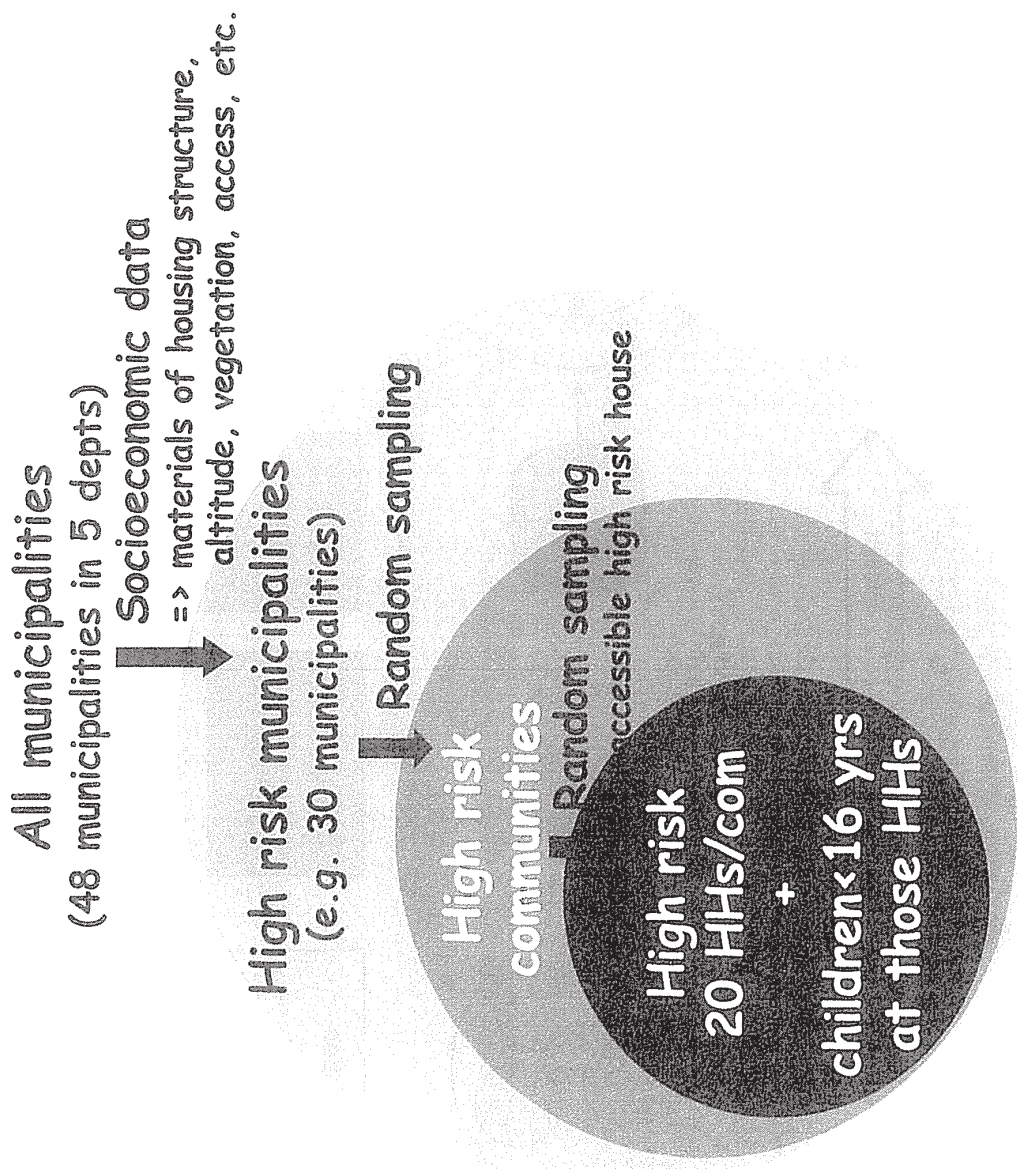 All municipalities
(48 municipalities in 5 depts)
Socioeconomic data
=> materials of housing structure,
altitude, vegetation, access, etc.
High risk municipalities
(e.g. 30 municipalities)
Random sampling
High risk
communities
Random sampling
accessible high risk house
High risk
20 HHs/com
+
children<16 yrs
at those HHs